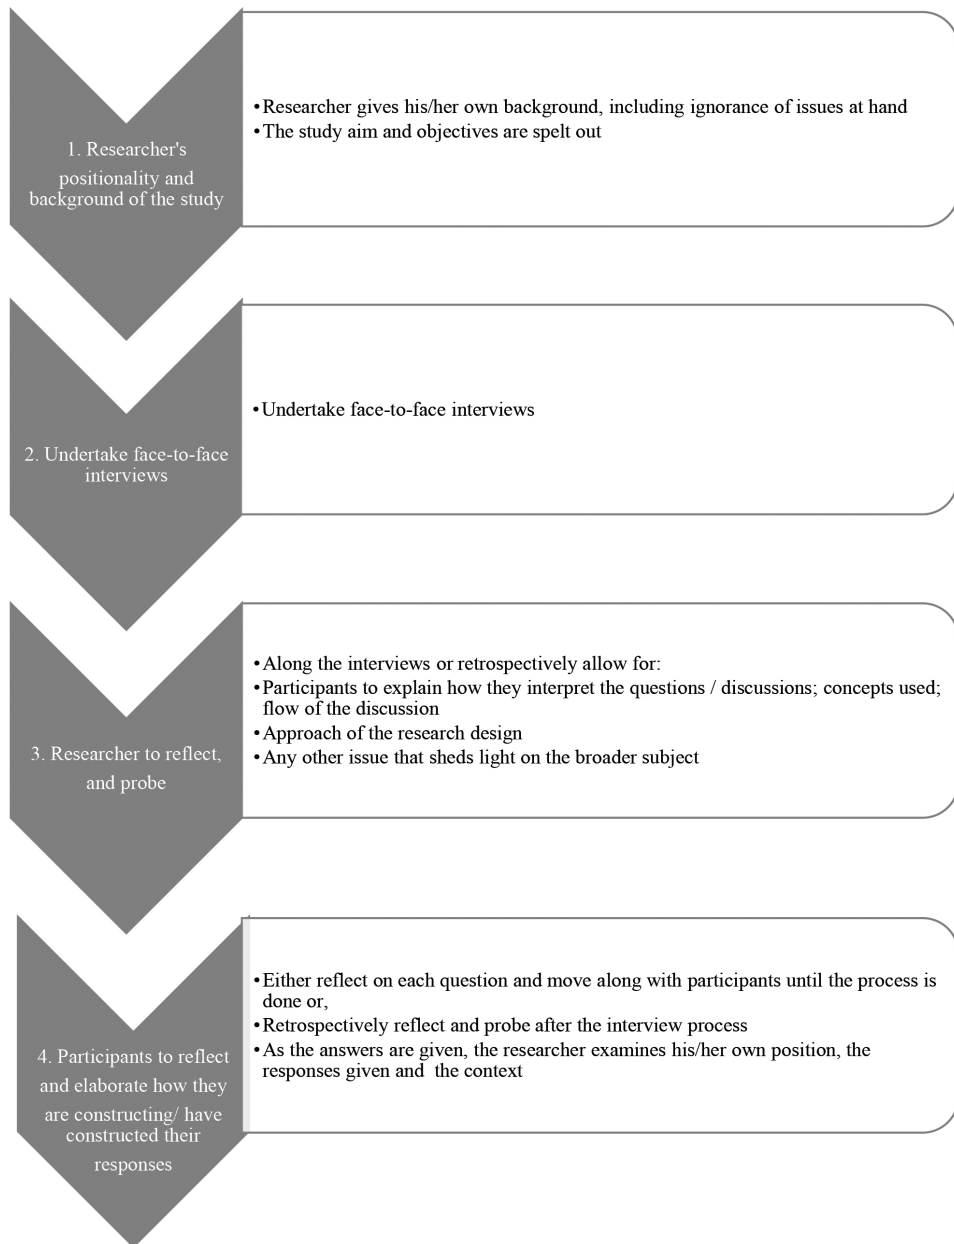 1. Researcher's
positionality and
background of the study
•Researcher gives his/her own background, including ignorance of issues at hand
•The study aim and objectives are spelt out
2. Undertake face-to-face
interviews
•Undertake face-to-face interviews
3. Researcher to reflect,
and probe
•Along the interviews or retrospectively allow for:
•Participants to explain how they interpret the questions / discussions; concepts used;
flow of the discussion
•Approach of the research design
•Any other issue that sheds light on the broader subject
4. Participants to reflect
and elaborate how they
are constructing/ have
constructed their
responses
•Either reflect on each question and move along with participants until the process is
done or,
•Retrospectively reflect and probe after the interview process
•As the answers are given, the researcher examines his/her own position, the
responses given and  the context